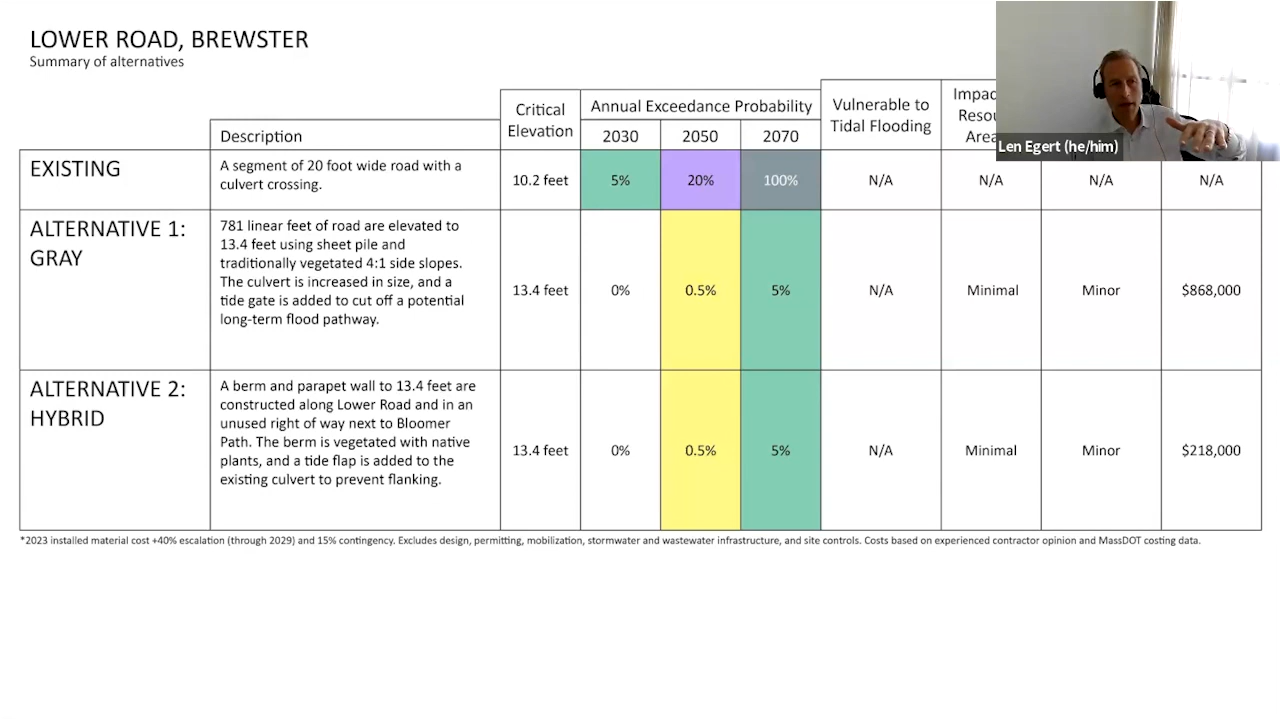 LOWER ROAD, BREWSTER
Summary of alternatives
Description
Critical
Elevation
Annual Exceedance Probability
2030
2050
2070
Vulnerable to
Tidal Flooding
Len Egert (he/him)
EXISTING
A segment of 20 foot wide road with a
culvert crossing.
10.2 feet
5%
20%
100%
N/A
N/A
N/A
N/A
ALTERNATIVE 1:
GRAY
781 linear feet of road are elevated to
13.4 feet using sheet pile and
traditionally vegetated 4:1 side slopes.
The culvert is increased in size, and a
tide gate is added to cut off a potential
long-term flood pathway.
13.4 feet
0%
0.5%
5%
N/A
Minimal
Minor
$868,000
ALTERNATIVE 2:
HYBRID
A berm and parapet wall to 13.4 feet are
constructed along Lower Road and in an
unused right of way next to Bloomer
Path. The berm is vegetated with native
plants, and a tide flap is added to the
existing culvert to prevent flanking.
13.4 feet
0%
0.5%
5%
N/A
Minimal
Minor
$218,000
*2023 installed material cost +40% escalation (through 2029) and 15% contingency. Excludes design, permitting, mobilization, stormwater and wastewater infrastructure, and site controls. Costs based on experienced contractor opinion and MassDOT costing data.